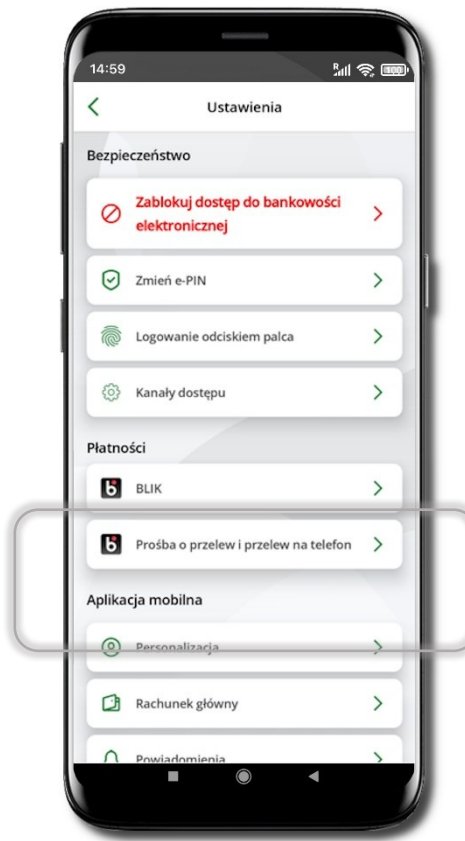 14:59
R
100
Ustawienia
Bezpieczeństwo
Zablokuj dostęp do bankowości
elektronicznej
Zmień e-PIN
Logowanie odciskiem palca
Kanały dostępu
Płatności
BLIK
Prośba o przelew i przelew na telefon
Aplikacja mobilna
Personalizacja
Rachunek główny
Powiadomienia